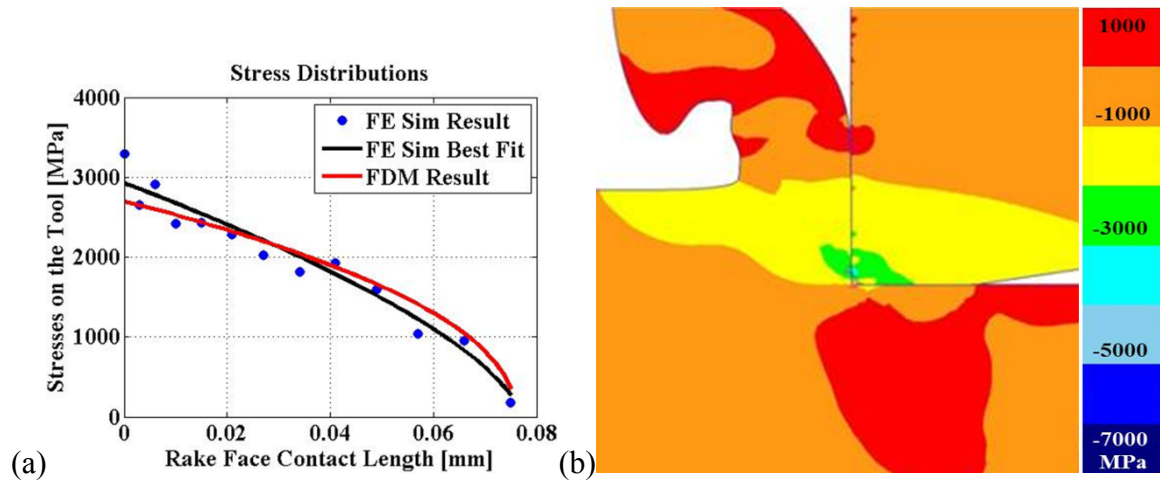 Stress Distributions
4000
3000
2000
1000
0
Stresses on the Tool [MPa]
FE Sim Result
FE Sim Best Fit
FDM Result
0
0.02
0.04
0.06
0.08
Rake Face Contact Length [mm]
(a)
1000
-1000
-3000
-5000
-7000
MPa
(b)